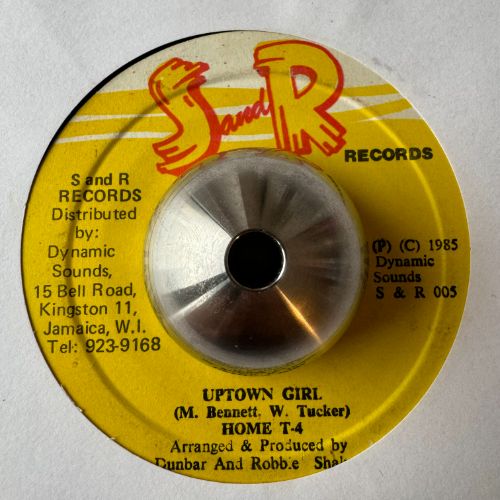 S and R
RECORDS
S and R
RECORDS
Distributed
by:
Dynamic
Sounds,
15 Bell Road,
Kingston 11,
Jamaica, W.I.
Tel: 923-9168
(P) (C) 1985
Dynamic
Sounds
S & R 005
UPTOWN GIRL
(M. Bennett. W. Tucker)
HOME T-4
Arranged & Produced by
Dunbar And Robbie